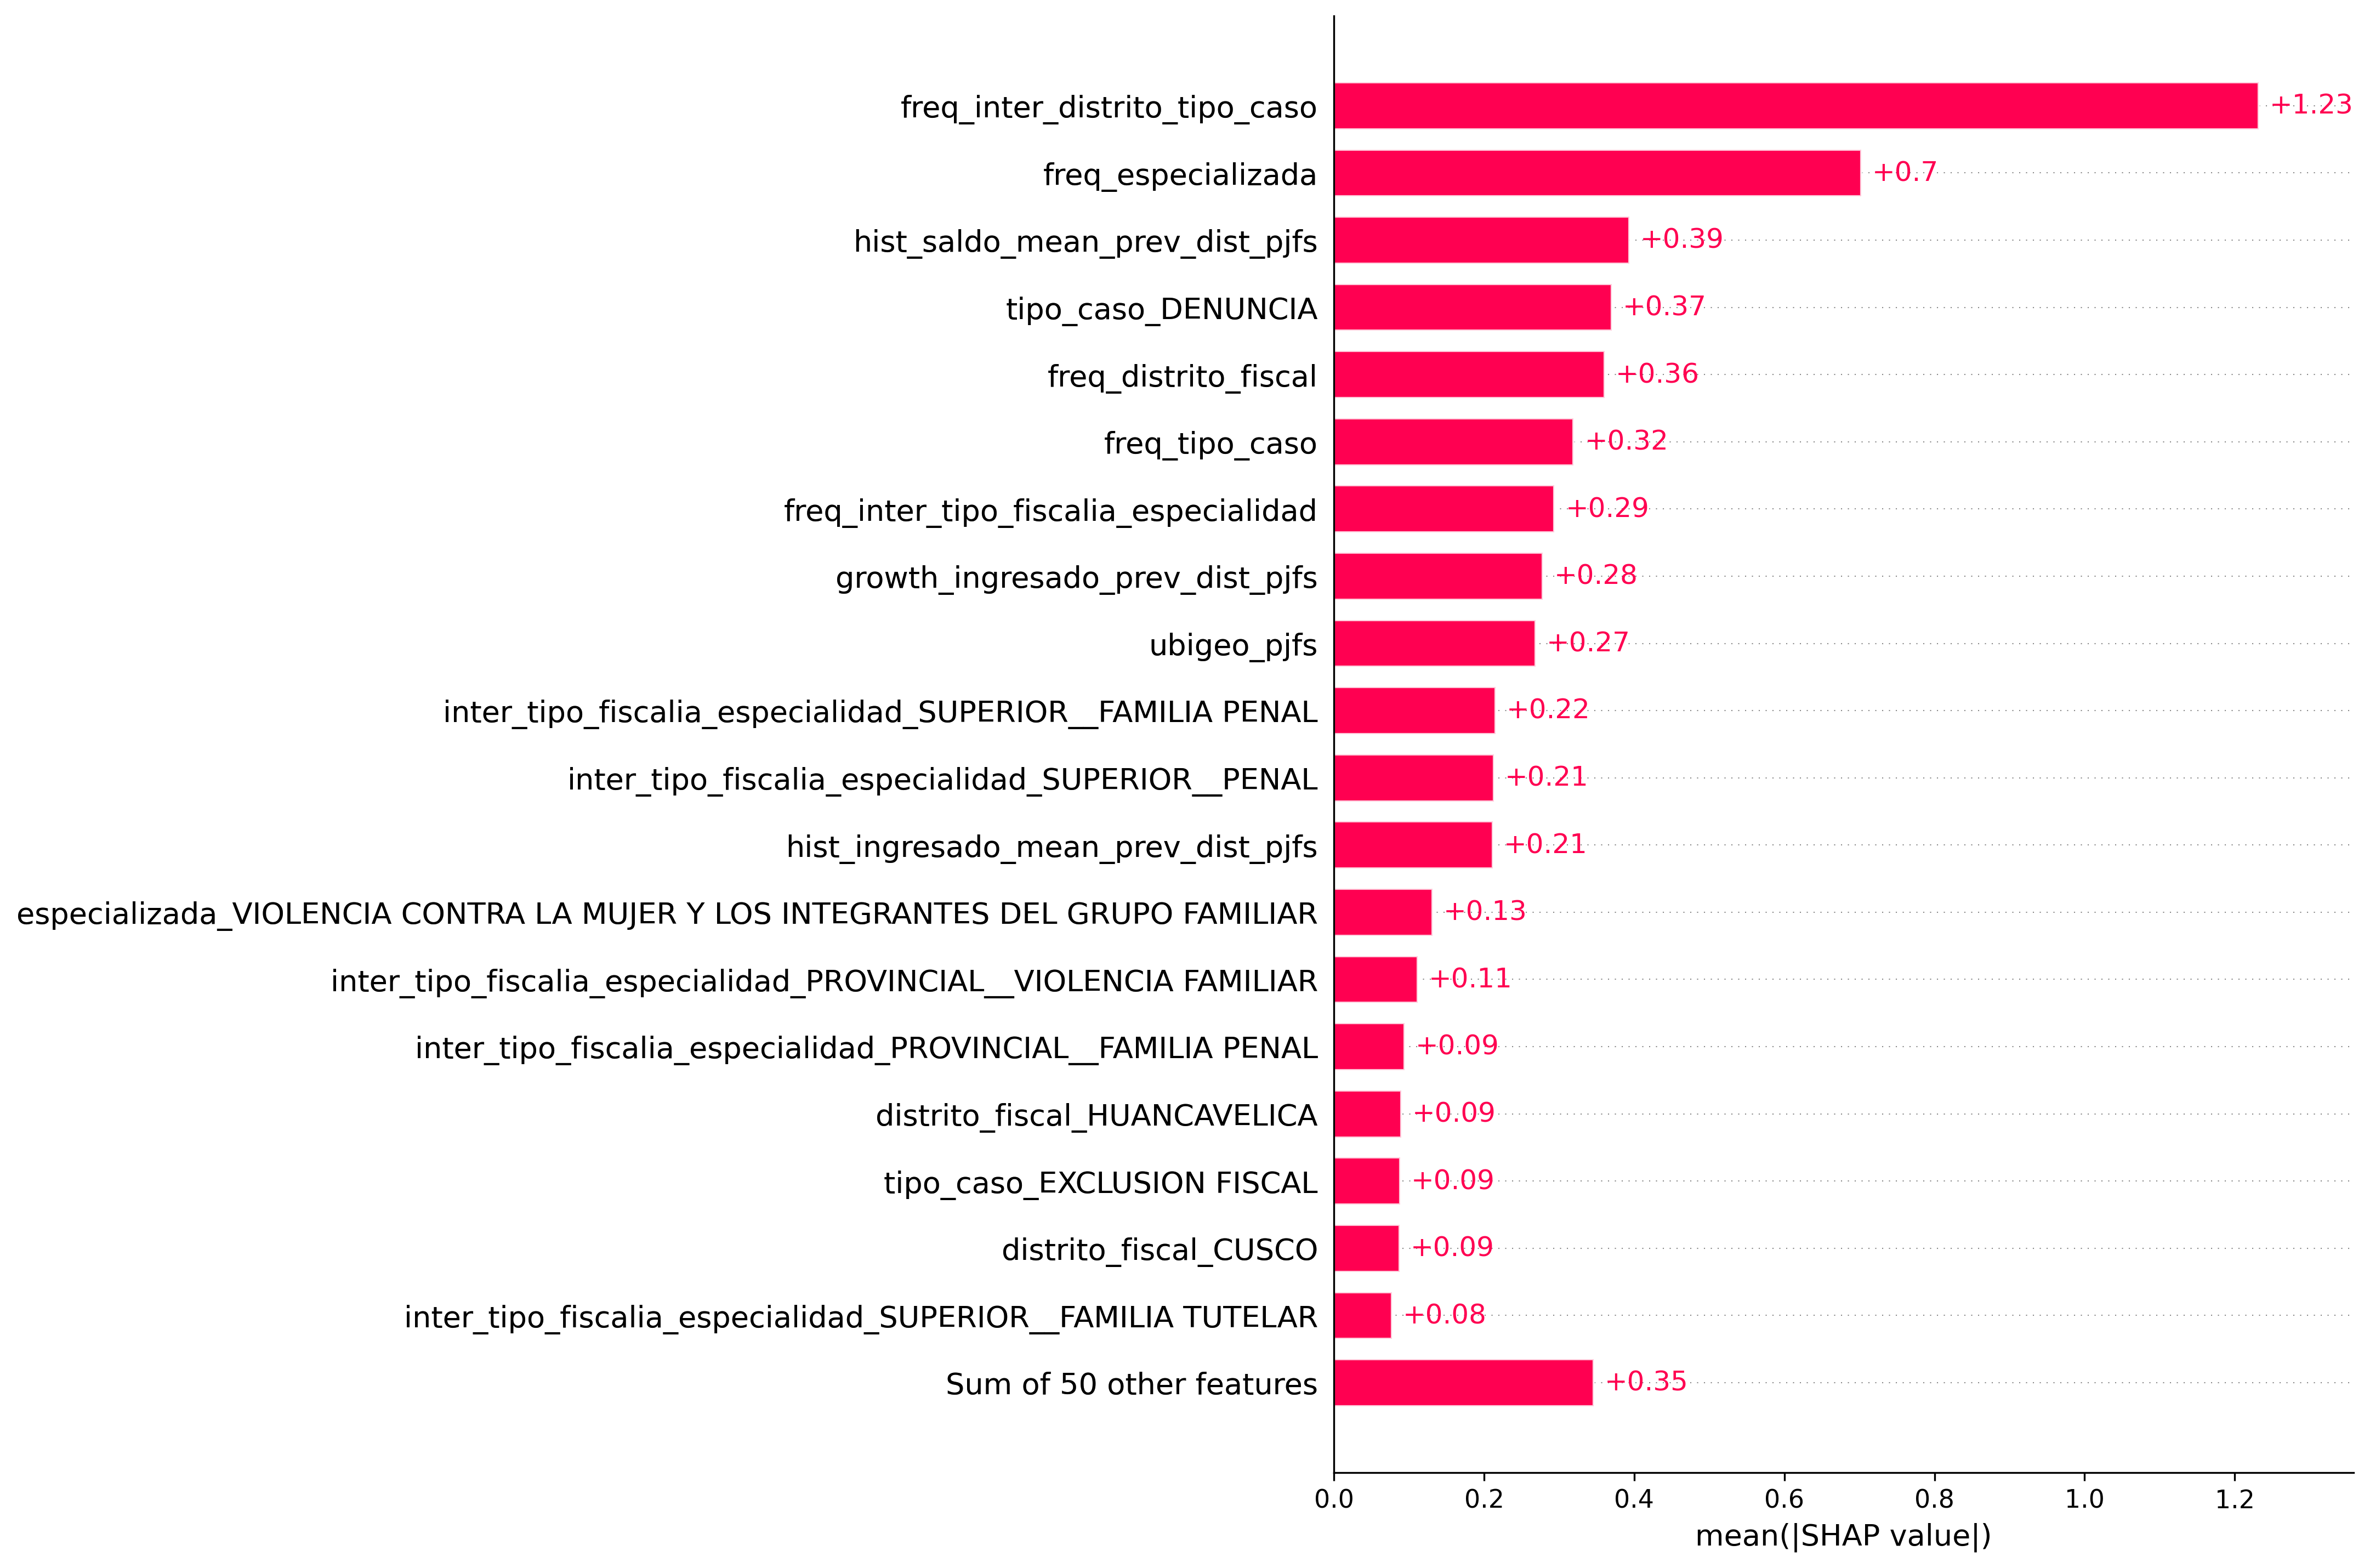 freq_inter_distrito_tipo_caso +1.23
freq_especializada +0.7
hist_saldo_mean_prev_dist_pjfs +0.39
tipo_caso_DENUNCIA +0.37
freq_distrito_fiscal +0.36
freq_tipo_caso +0.32
freq_inter_tipo_fiscalia_especialidad +0.29
growth_ingresado_prev_dist_pjfs +0.28
ubigeo_pjfs +0.27
inter_tipo_fiscalia_especialidad_SUPERIOR__FAMILIA PENAL +0.22
inter_tipo_fiscalia_especialidad_SUPERIOR__PENAL +0.21
hist_ingresado_mean_prev_dist_pjfs +0.21
especializada_VIOLENCIA CONTRA LA MUJER Y LOS INTEGRANTES DEL GRUPO FAMILIAR +0.13
inter_tipo_fiscalia_especialidad_PROVINCIAL__VIOLENCIA FAMILIAR +0.11
inter_tipo_fiscalia_especialidad_PROVINCIAL__FAMILIA PENAL +0.09
distrito_fiscal_HUANCAVELICA +0.09
tipo_caso_EXCLUSION FISCAL +0.09
distrito_fiscal_CUSCO +0.09
inter_tipo_fiscalia_especialidad_SUPERIOR__FAMILIA TUTELAR +0.08
Sum of 50 other features +0.35
0.0 0.2 0.4 0.6 0.8 1.0 1.2
mean(|SHAP value|)